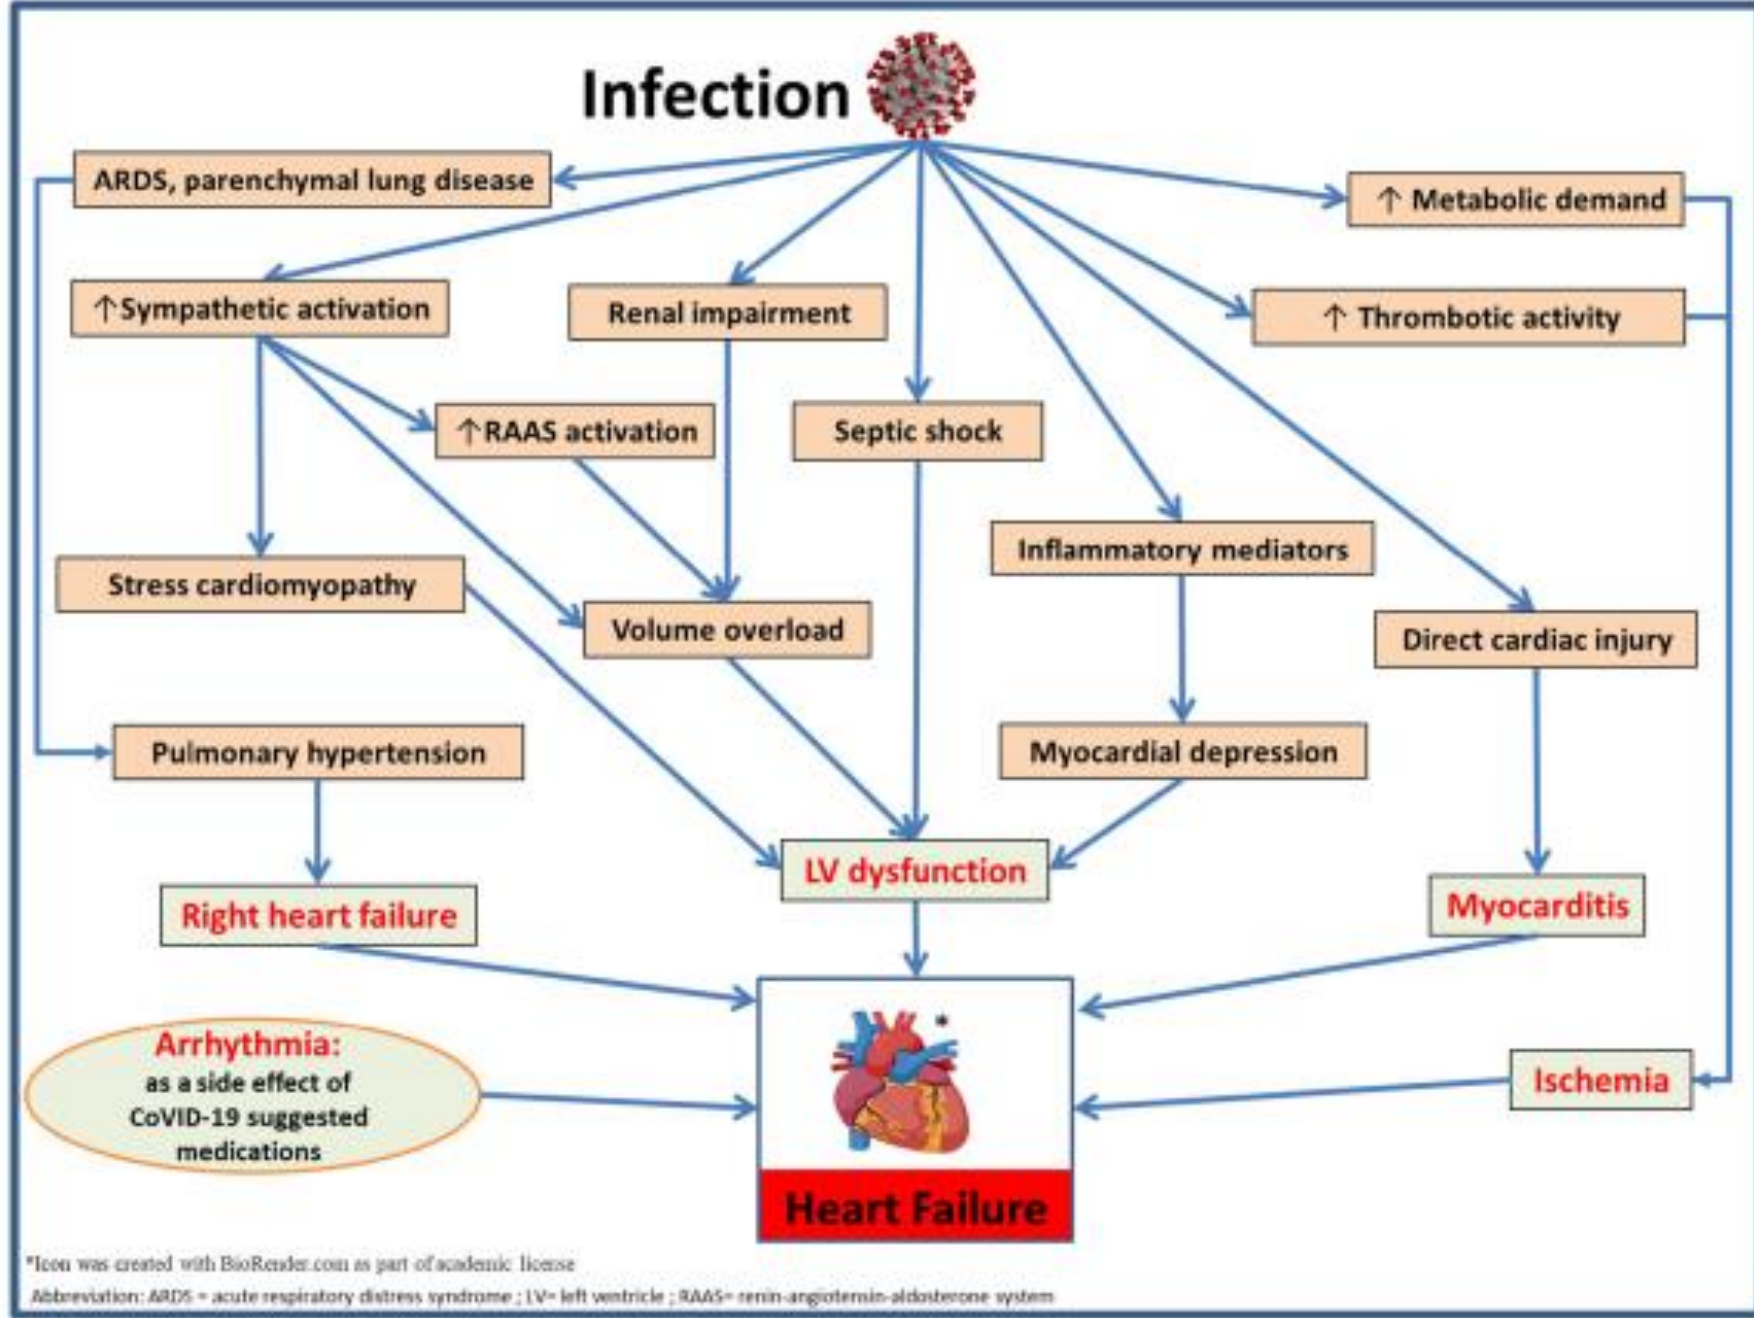 Infection
ARDS, parenchymal lung disease
↑ Metabolic demand
↑Sympathetic activation
Renal impairment
↑ Thrombotic activity
↑RAAS activation
Septic shock
Inflammatory mediators
Stress cardiomyopathy
Volume overload
Direct cardiac injury
Pulmonary hypertension
Myocardial depression
LV dysfunction
Right heart failure
Myocarditis
*
Arrhythmia:
as a side effect of
CoVID-19 suggested
medications
Ischemia
Heart Failure
*Icon was created with BioRender.com as part of academic license
Abbreviation: ARDS = acute respiratory distress syndrome ; LV= left ventricle ; RAAS= renin-angiotensin-aldosterone system